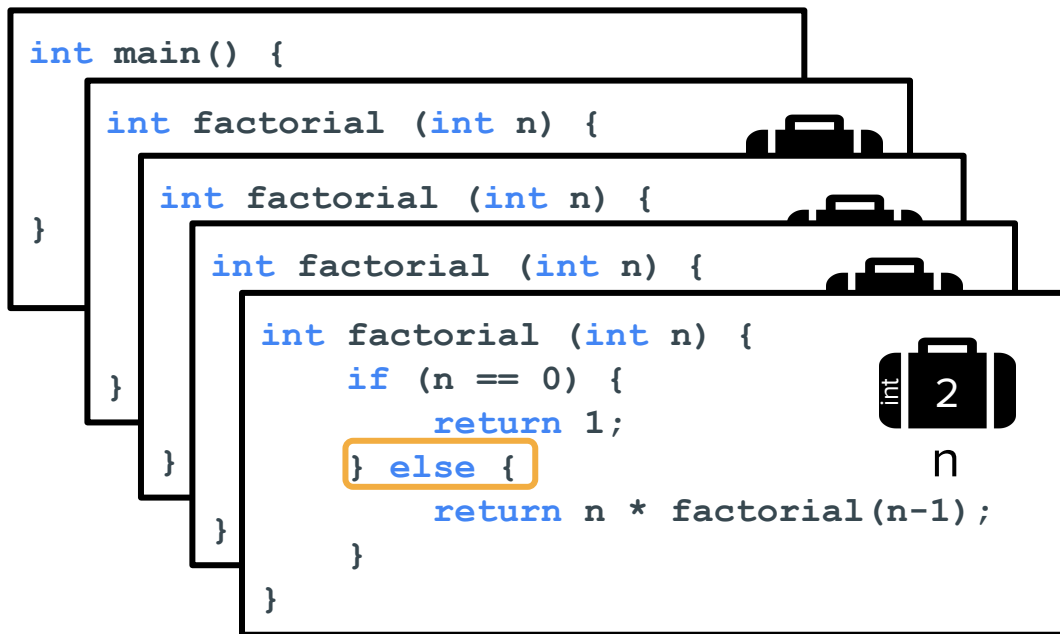 int main() {
}
int factorial (int n) {
}
int factorial (int n) {
}
int factorial (int n) {
}
int factorial (int n) {
if (n == 0) {
return 1;
} else {
return n * factorial(n-1);
}
}
int 2
n